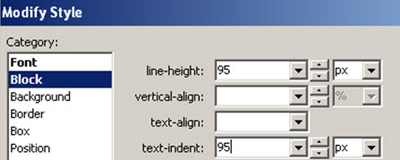 Modify Style
Category:
Font
Block
Background
Border
Box
Position
line-height: 95 px
vertical-align: %
text-align:
text-indent: 95 px